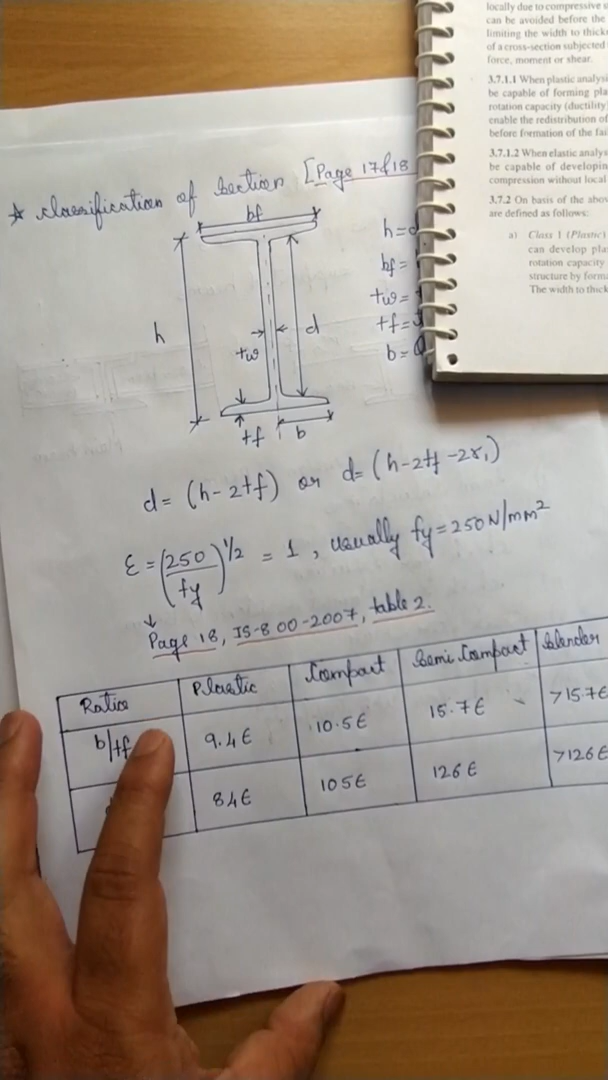 ★ classification of section [Page 17&18
bf
h
tw
d
tf
b
h=d
bf=
tw=
tf=
b=
d= (h-2tf) or d= (h-2tf-2r₁)
ε = (250/fy)^1/2 = 1, usually fy=250N/mm²
Page 18, IS-800-2007, table 2.
Ratios Plastic Compact Semi Compact Slender
b/tf 9.4ε 10.5ε 15.7ε >15.7ε
84ε 105ε 126ε >126ε
locally due to compressive
can be avoided before the
limiting the width to thick
of a cross-section subjected
force, moment or shear.
3.7.1.1 When plastic analysi
be capable of forming pla
rotation capacity (ductility
enable the redistribution of
before formation of the fai
3.7.1.2 When elastic analys
be capable of developin
compression without local
3.7.2 On basis of the abov
are defined as follows:
a) Class 1 (Plastic)
can develop pla
rotation capacity
structure by forma
The width to thick